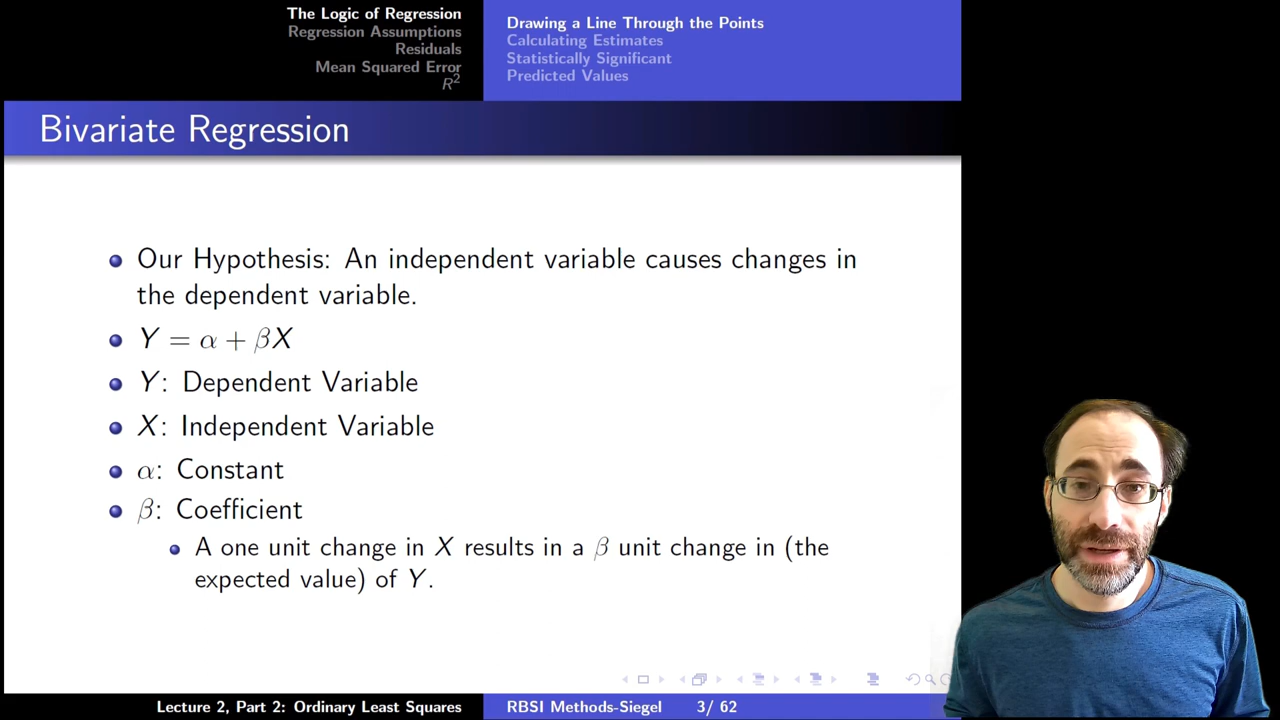 The Logic of Regression
Regression Assumptions
Residuals
Mean Squared Error
R²
Drawing a Line Through the Points
Calculating Estimates
Statistically Significant
Predicted Values
Bivariate Regression
Our Hypothesis: An independent variable causes changes in
the dependent variable.
Y = α + βX
Y: Dependent Variable
X: Independent Variable
α: Constant
β: Coefficient
A one unit change in X results in a β unit change in (the
expected value) of Y.
Lecture 2, Part 2: Ordinary Least Squares
RBSI Methods-Siegel
3/ 62